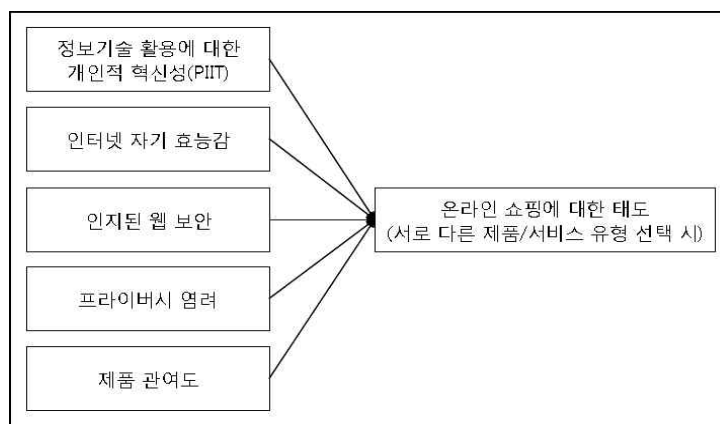 정보기술 활용에 대한
개인적 혁신성(PIIT)
인터넷 자기 효능감
인지된 웹 보안
프라이버시 염려
제품 관여도
온라인 쇼핑에 대한 태도
(서로 다른 제품/서비스 유형 선택 시)